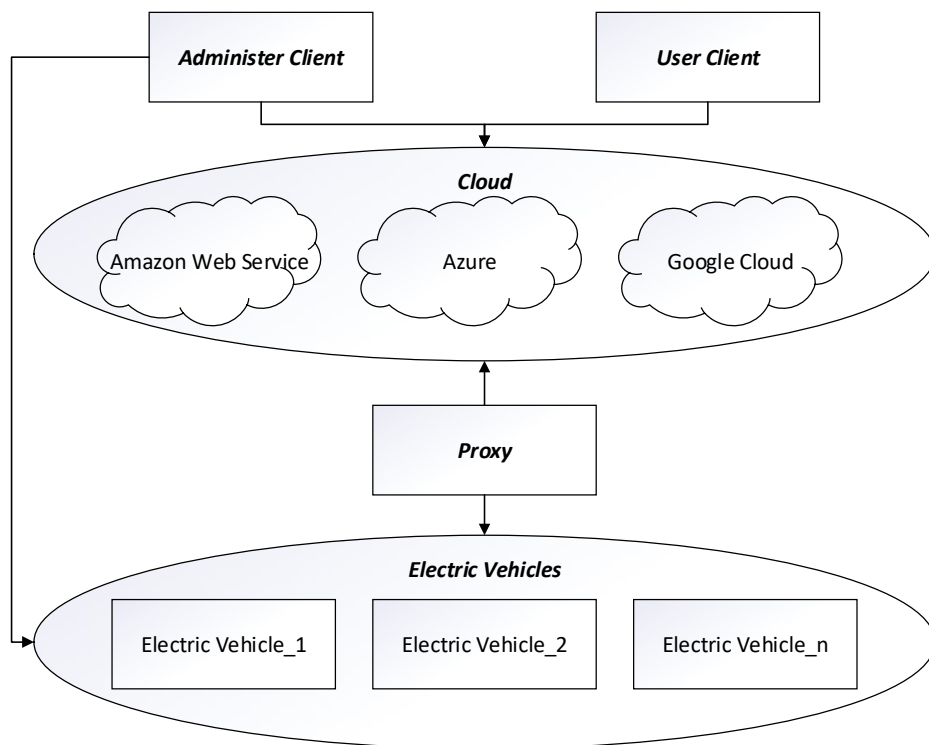 Administer Client
User Client
Cloud
Amazon Web Service
Azure
Google Cloud
Proxy
Electric Vehicles
Electric Vehicle_1
Electric Vehicle_2
Electric Vehicle_n